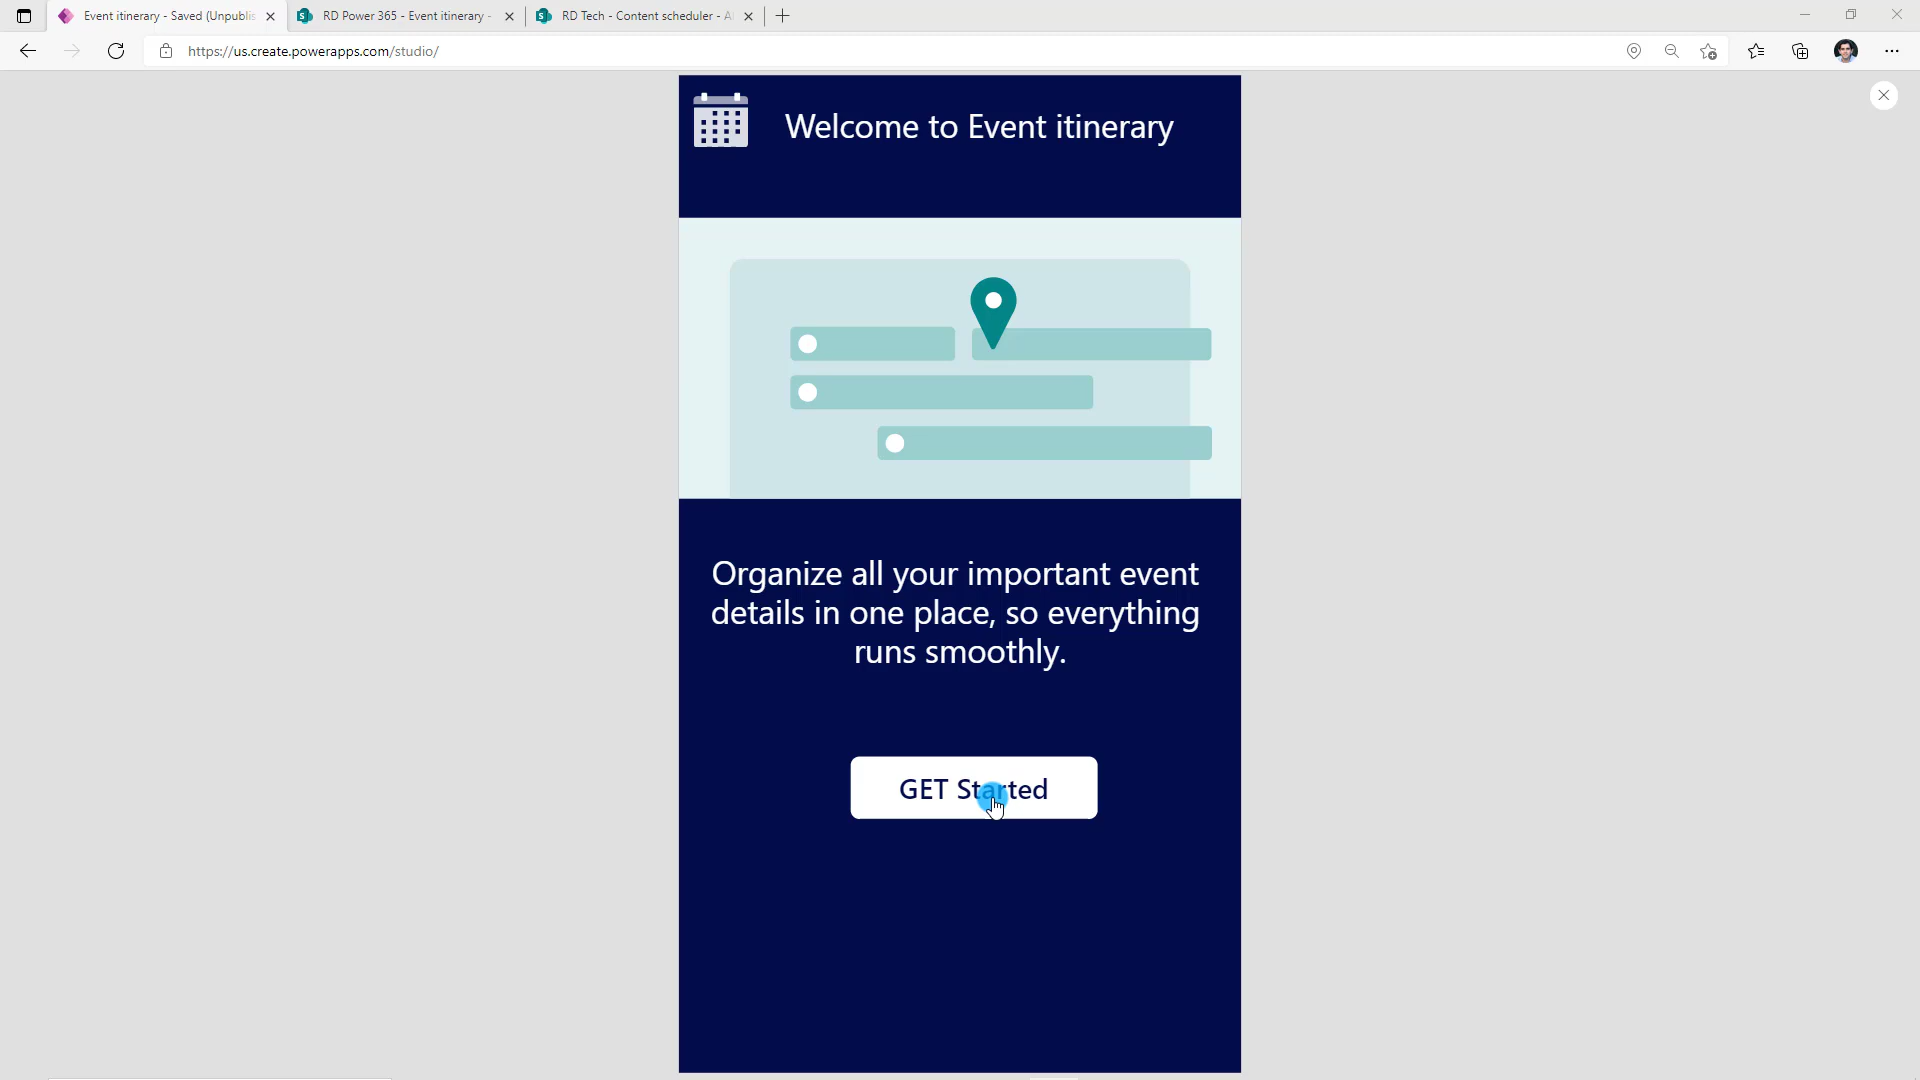 Event itinerary - Saved (Unpublis
RD Power 365 - Event itinerary -
RD Tech - Content scheduler - A
https://us.create.powerapps.com/studio/
Welcome to Event itinerary
Organize all your important event
details in one place, so everything
runs smoothly.
GET Started